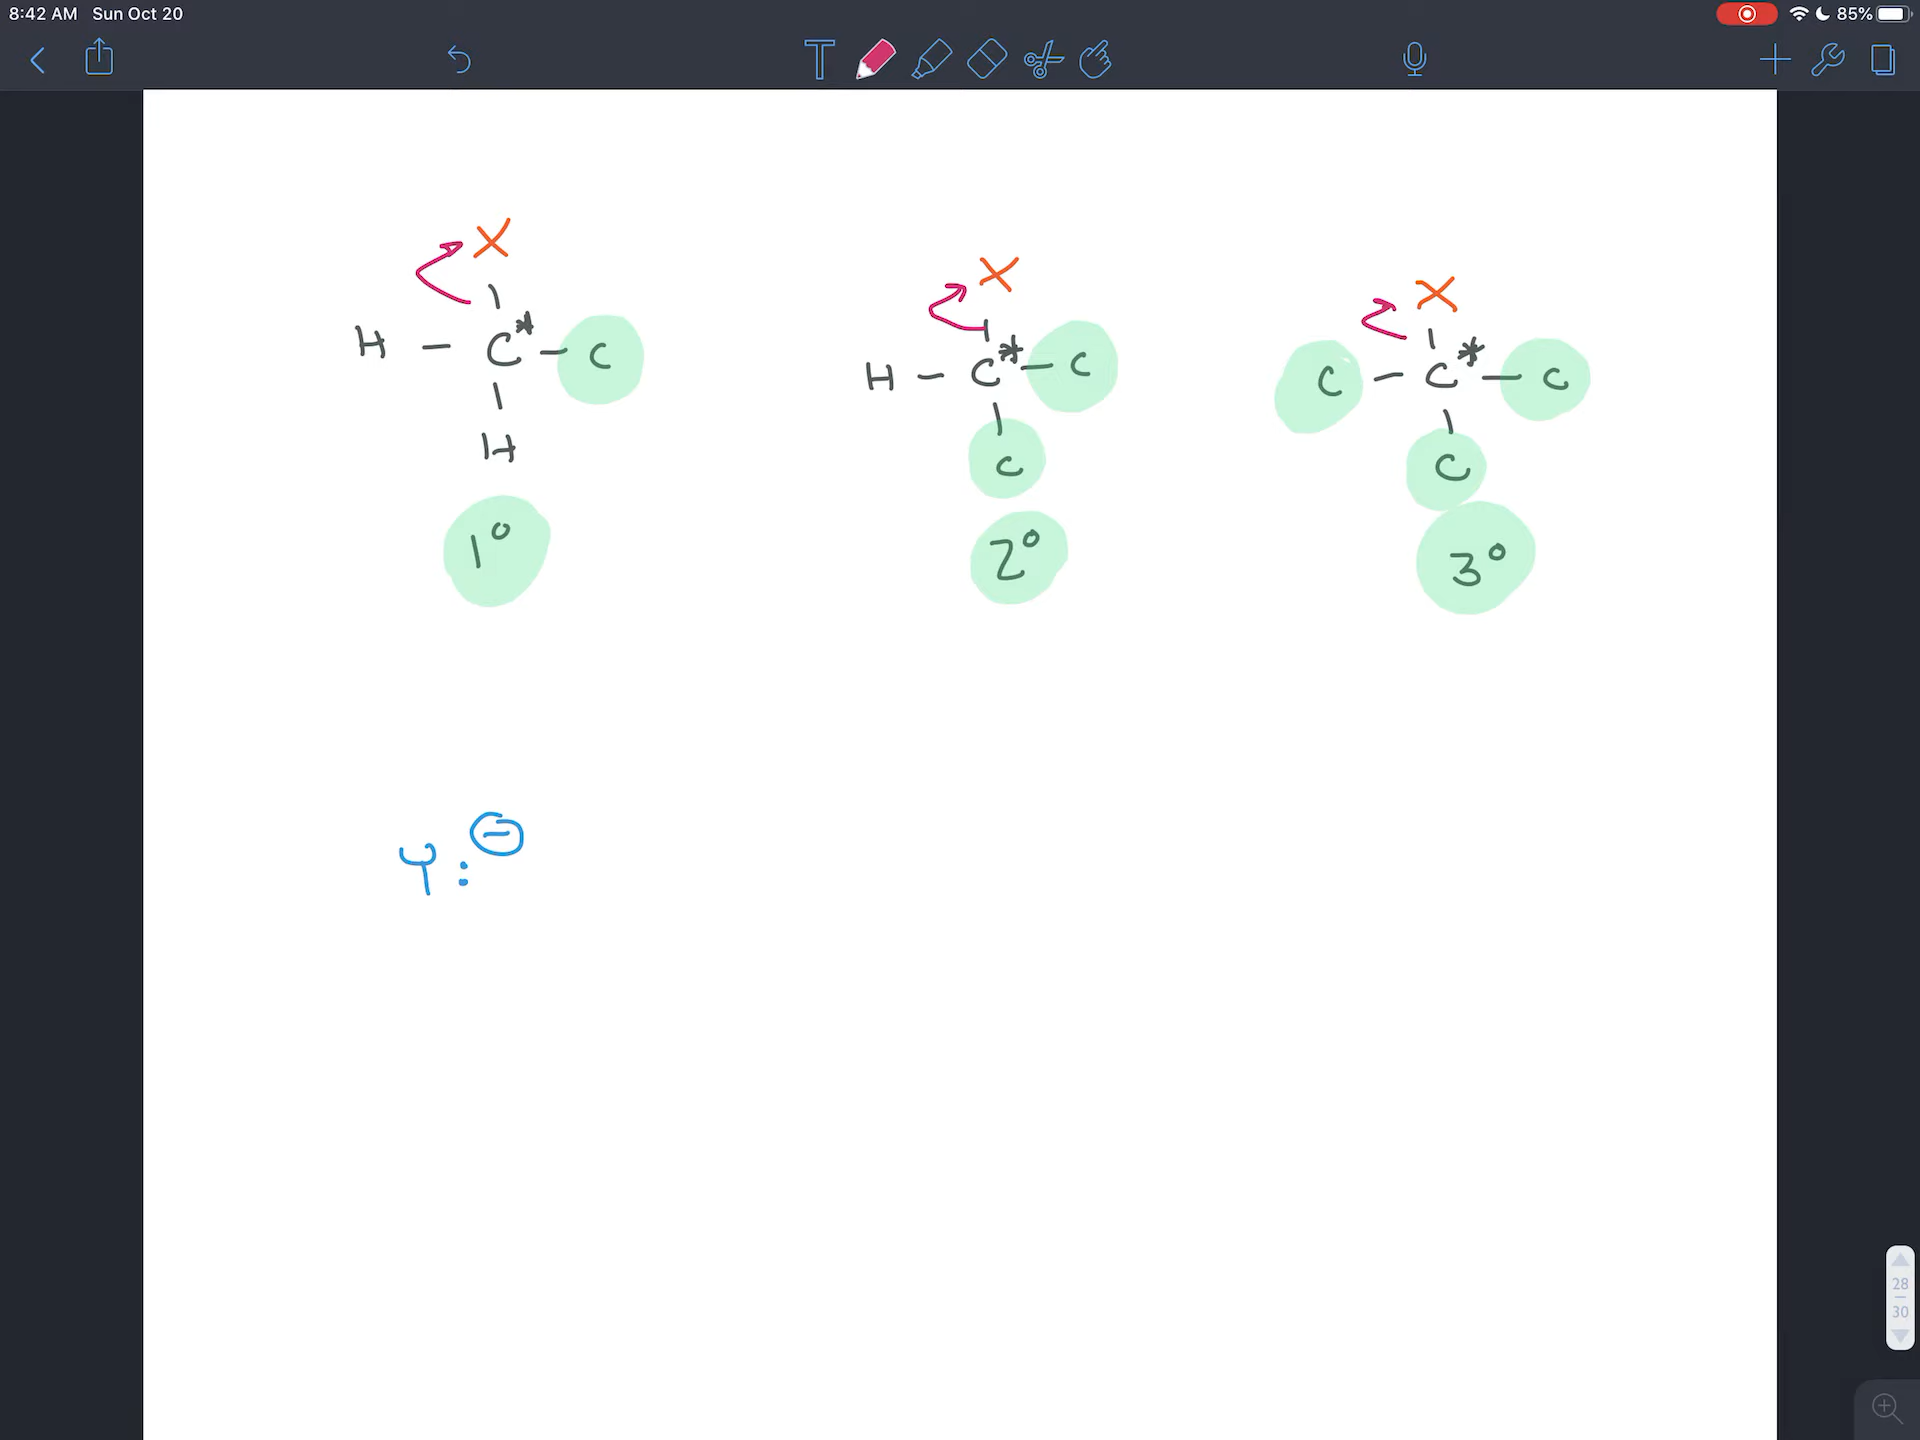 8:42 AM Sun Oct 20 85%
T
X X X
H - C* - C H - C* - C C - C* - C
H C C
1° 2° 3°
Y: ⊖
28
30